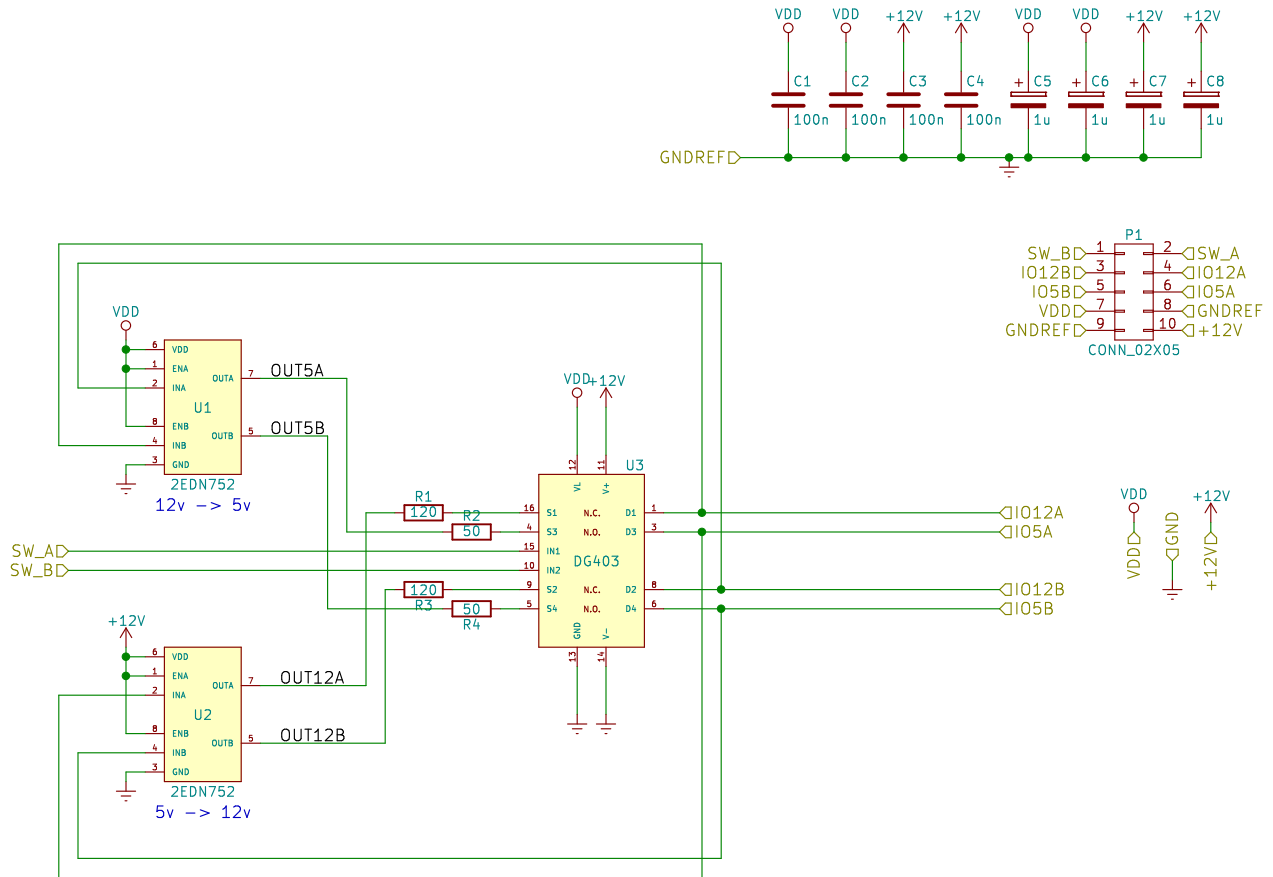 VDD VDD +12V +12V VDD VDD +12V +12V
C1 C2 C3 C4 + C5 + C6 + C7 + C8
100n 100n 100n 100n 1u 1u 1u 1u
GNDREF
P1
SW_B 1 2 SW_A
IO12B 3 4 IO12A
IO5B 5 6 IO5A
VDD 7 8 GNDREF
GNDREF 9 10 +12V
CONN_02X05
VDD
6 VDD
1 ENA
2 INA
OUTA 7 OUT5A
U1
8 ENB
4 INB
OUTB 5 OUT5B
3 GND
2EDN752
12v -> 5v
VDD +12V
12 11
U3
VL V+
R1
120
16 S1 N.C. D1 1 IO12A
R2
50
4 S3 N.O. D3 3 IO5A
SW_A 15 IN1
DG403
SW_B 10 IN2
120
R3
9 S2 N.C. D2 8 IO12B
50
R4
5 S4 N.O. D4 6 IO5B
GND V-
13 14
VDD
VDD
GND
+12V
+12V
+12V
6 VDD
1 ENA
2 INA
OUTA 7 OUT12A
U2
8 ENB
4 INB
OUTB 5 OUT12B
3 GND
2EDN752
5v -> 12v